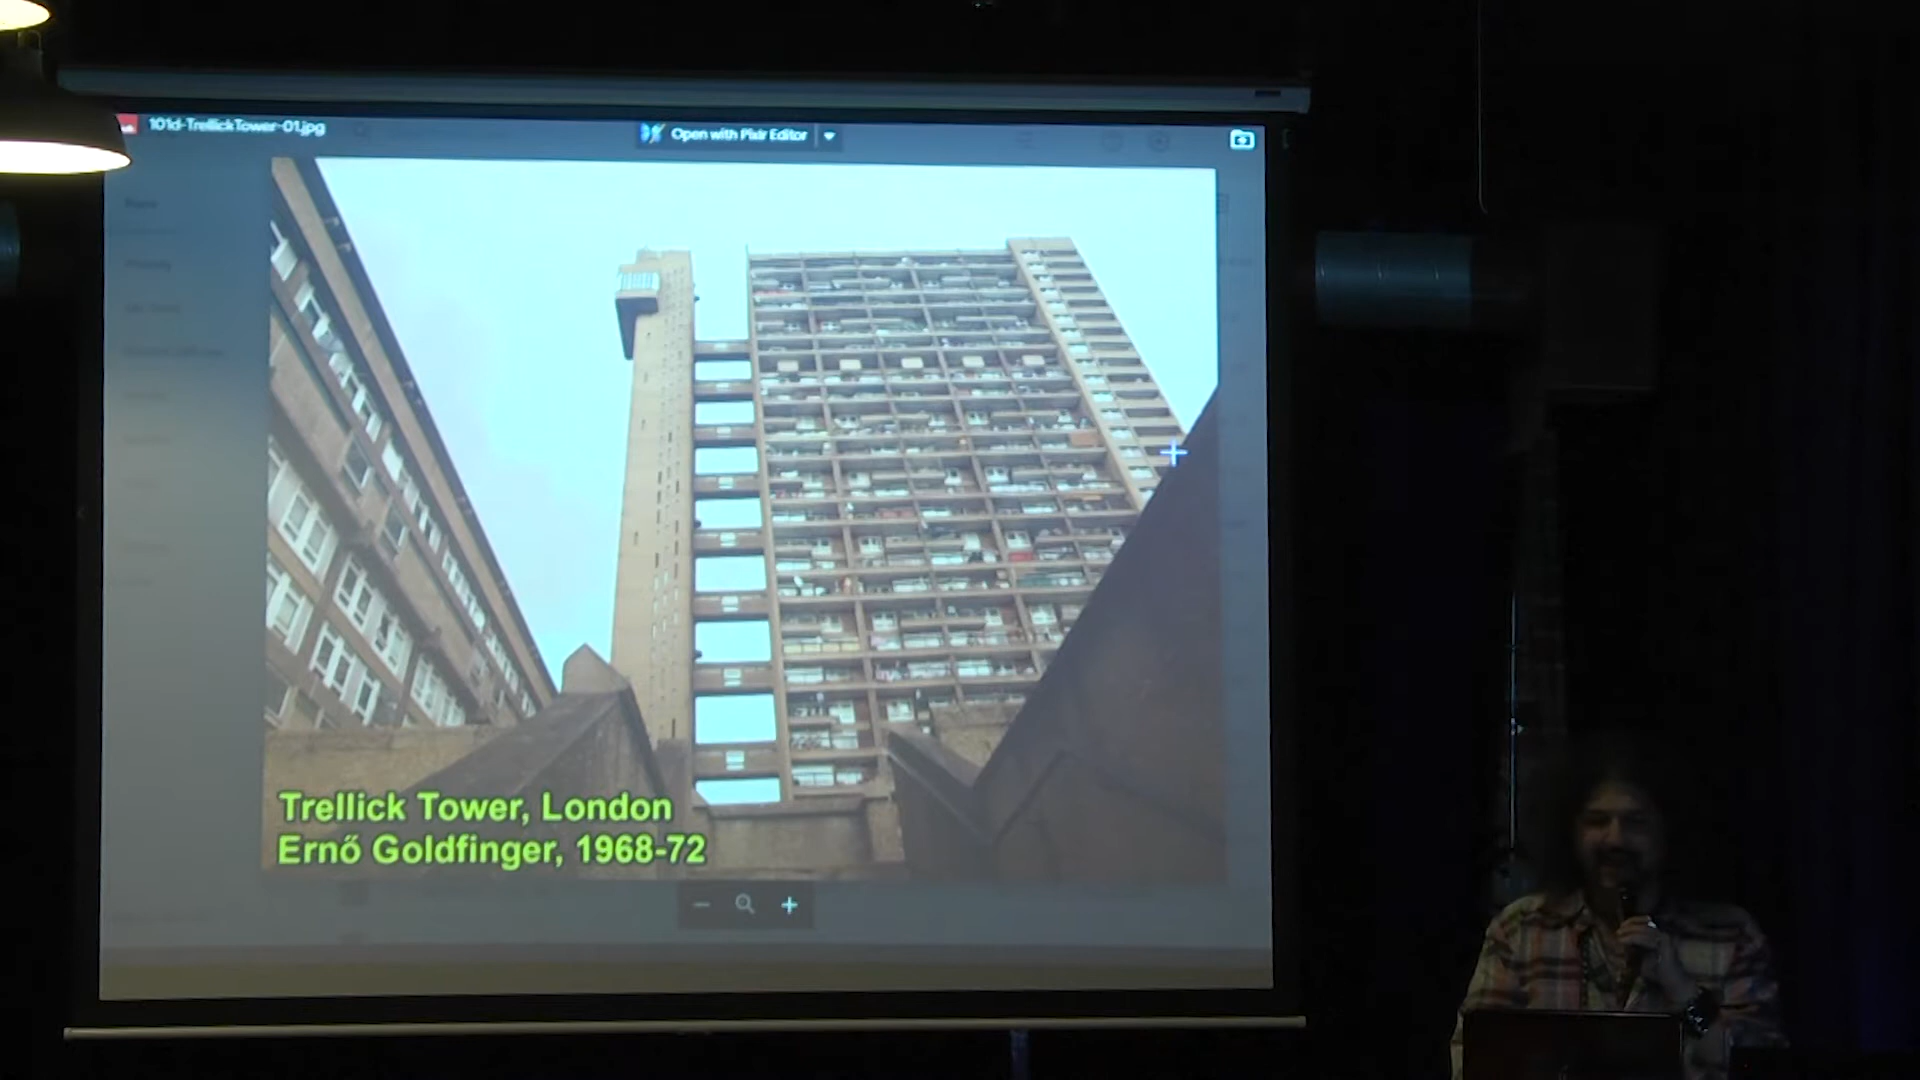 101d-TrellickTower-01.jpg
Open with Pixlr Editor
Trellick Tower, London
Ernő Goldfinger, 1968-72